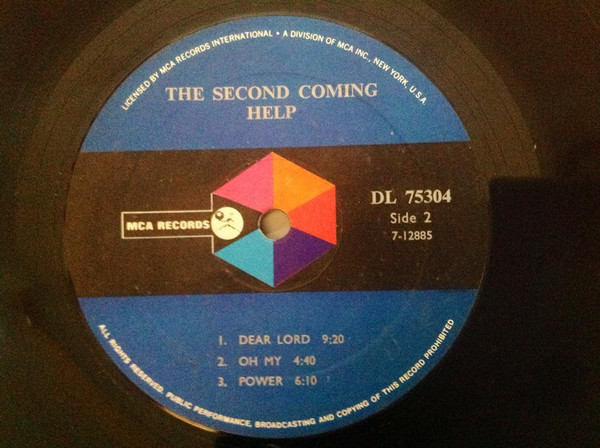 LICENSED BY MCA RECORDS INTERNATIONAL • A DIVISION OF MCA INC., NEW YORK, U.S.A.
THE SECOND COMING
HELP
MCA RECORDS
DL 75304
Side 2
7-12885
1. DEAR LORD 9:20
2. OH MY 4:40
3. POWER 6:10
ALL RIGHTS RESERVED. PUBLIC PERFORMANCE, BROADCASTING AND COPYING OF THIS RECORD PROHIBITED